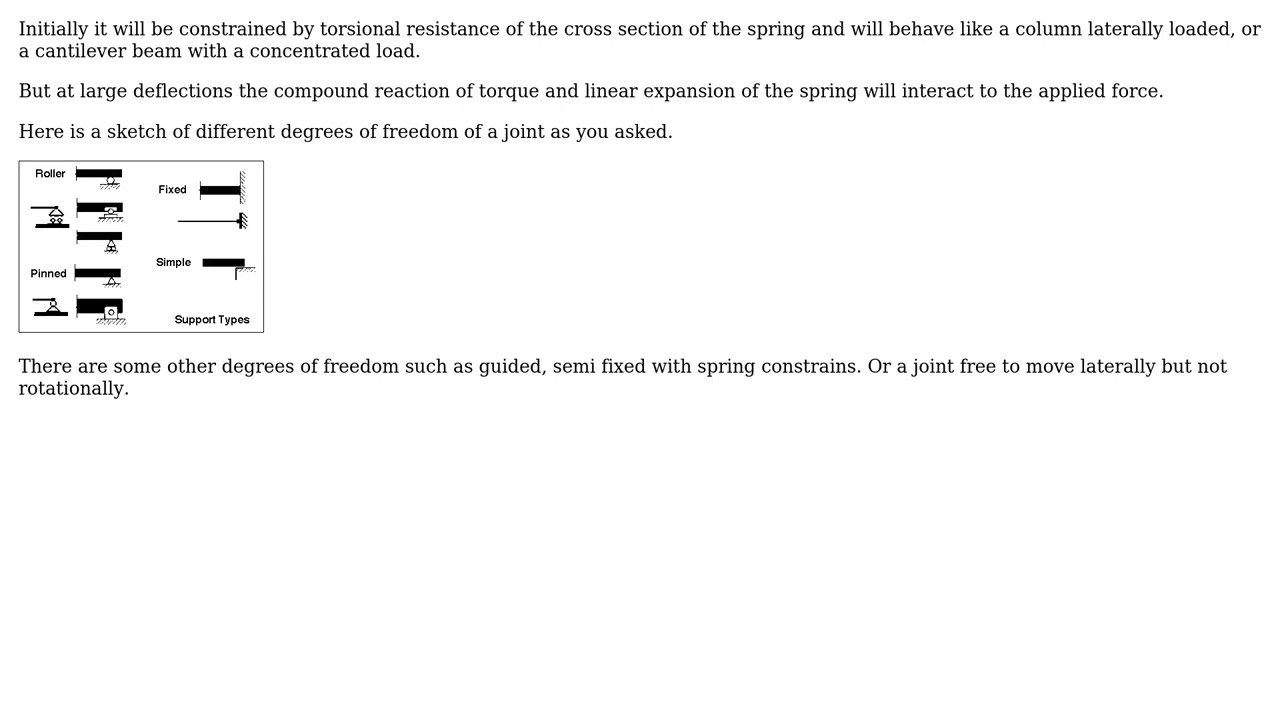 Initially it will be constrained by torsional resistance of the cross section of the spring and will behave like a column laterally loaded, or
a cantilever beam with a concentrated load.
But at large deflections the compound reaction of torque and linear expansion of the spring will interact to the applied force.
Here is a sketch of different degrees of freedom of a joint as you asked.
Roller
Fixed
Simple
Pinned
Support Types
There are some other degrees of freedom such as guided, semi fixed with spring constrains. Or a joint free to move laterally but not
rotationally.